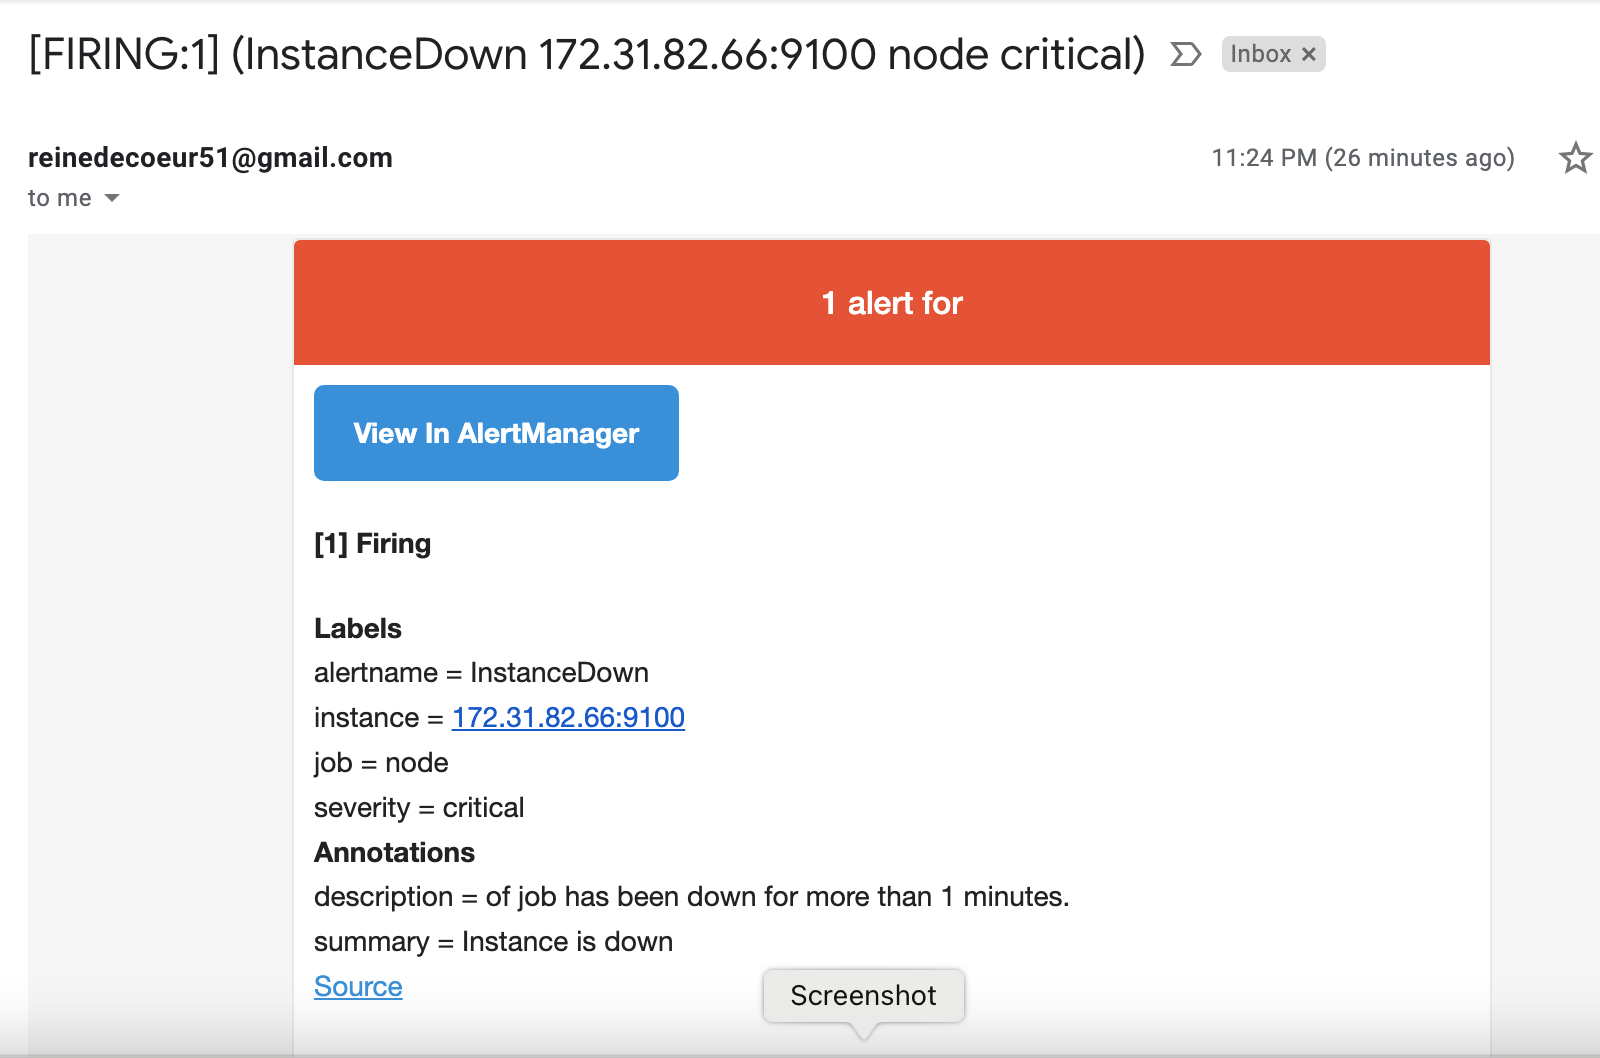 [FIRING:1] (InstanceDown 172.31.82.66:9100 node critical) Inbox ×
reinedecoeur51@gmail.com 11:24 PM (26 minutes ago)
to me
1 alert for
View In AlertManager
[1] Firing
Labels
alertname = InstanceDown
instance = 172.31.82.66:9100
job = node
severity = critical
Annotations
description = of job has been down for more than 1 minutes.
summary = Instance is down
Source
Screenshot